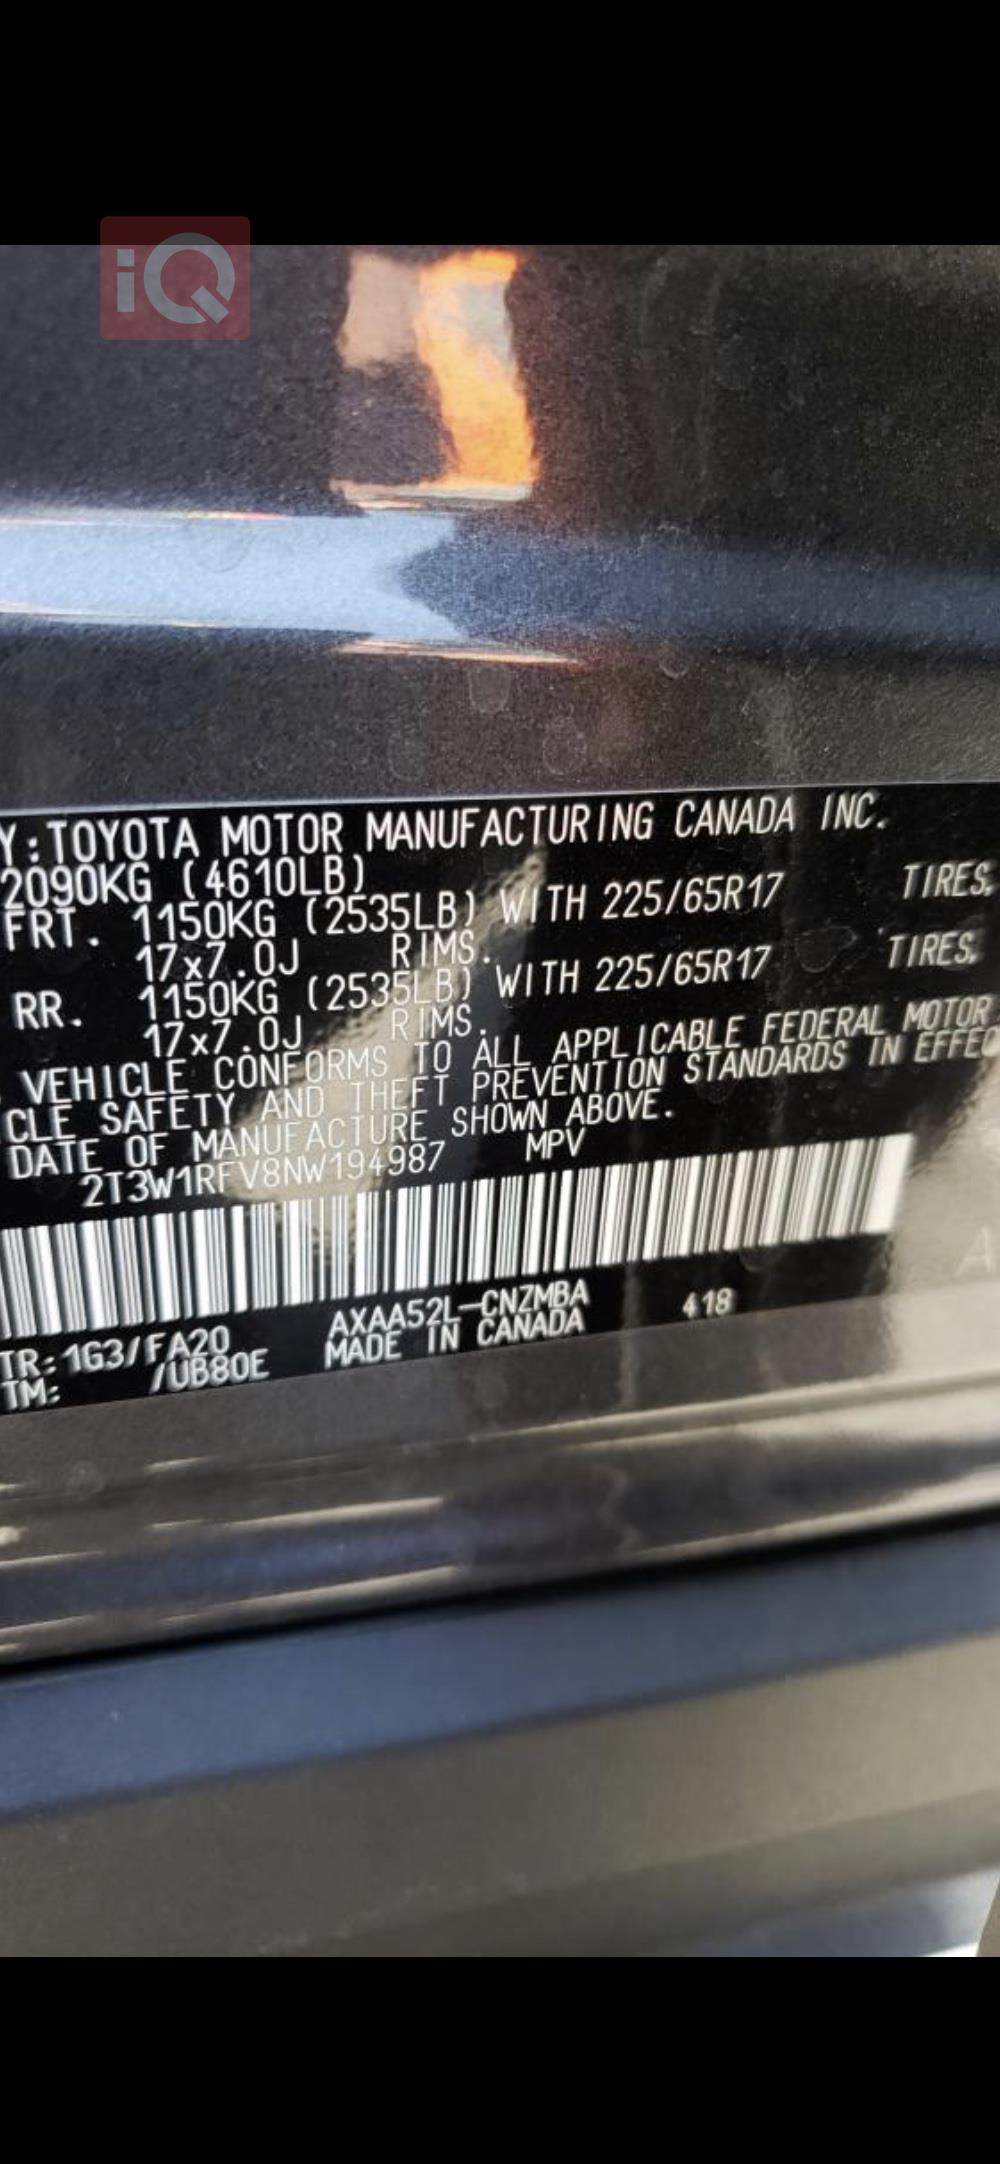 iQ
Y:TOYOTA MOTOR MANUFACTURING CANADA INC.
2090KG (4610LB)
FRT. 1150KG (2535LB) WITH 225/65R17 TIRES,
17x7.0J RIMS.
RR. 1150KG (2535LB) WITH 225/65R17 TIRES,
17x7.0J RIMS.
VEHICLE CONFORMS TO ALL APPLICABLE FEDERAL MOTOR
CLE SAFETY AND THEFT PREVENTION STANDARDS IN EFFEC
DATE OF MANUFACTURE SHOWN ABOVE.
2T3W1RFV8NW194987 MPV
A
TR:1G3/FA20 AXAA52L-CNZMBA 418
TM: /UB80E MADE IN CANADA